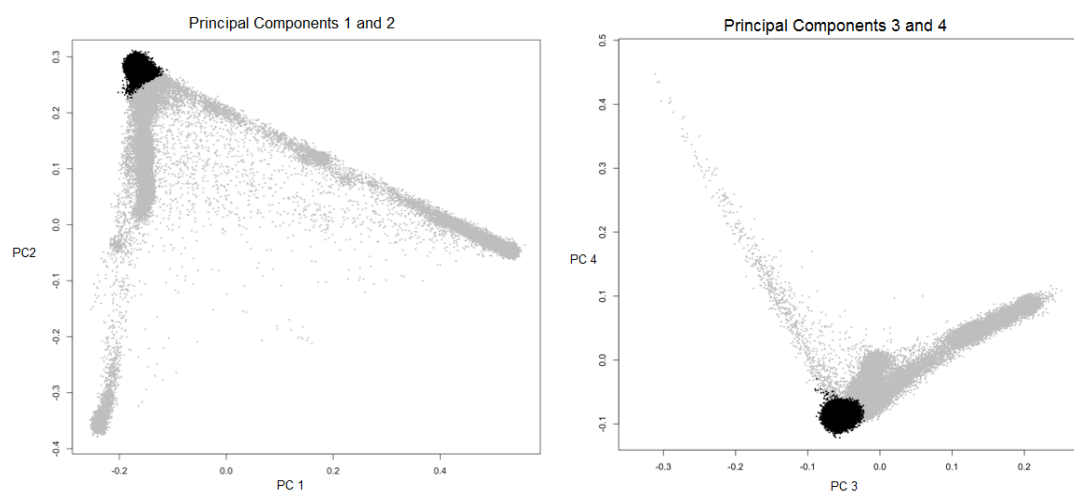 Principal Components 1 and 2
0.3
0.2
0.1
0.0
-0.1
-0.2
-0.3
-0.4
PC2
-0.2 0.0 0.2 0.4
PC 1
Principal Components 3 and 4
0.5
0.4
0.3
0.2
0.1
0.0
-0.1
PC 4
-0.3 -0.2 -0.1 0.0 0.1 0.2
PC 3